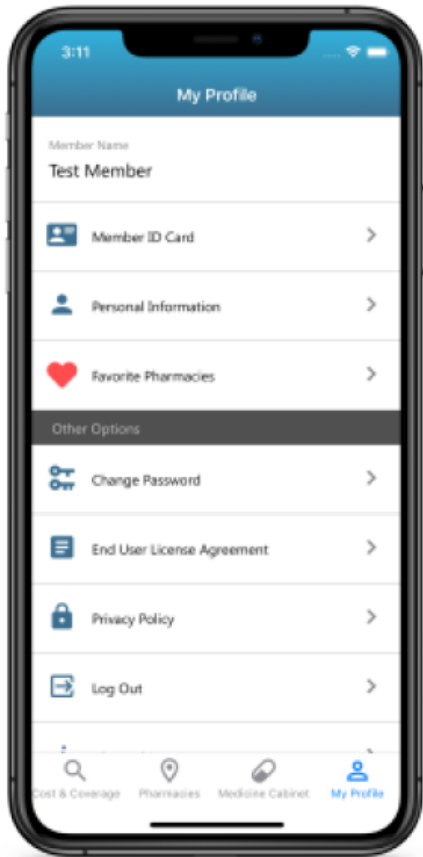 3:11
My Profile
Member Name
Test Member
Member ID Card
Personal Information
Favorite Pharmacies
Other Options
Change Password
End User License Agreement
Privacy Policy
Log Out
Cost & Coverage Pharmacies Medicine Cabinet My Profile